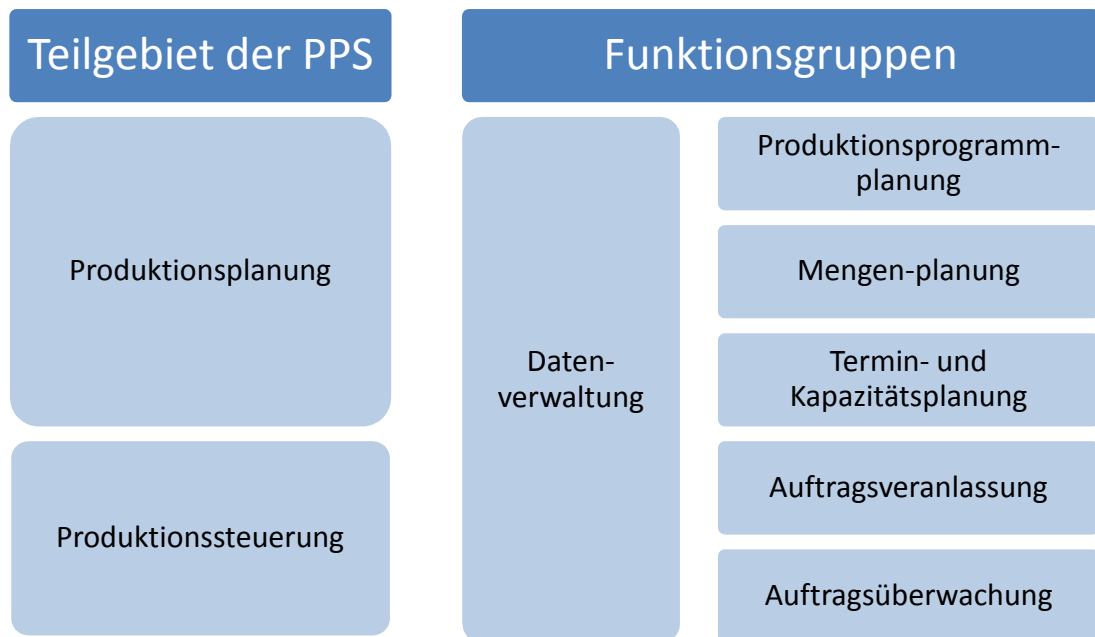 Teilgebiet der PPS
Funktionsgruppen
Produktionsplanung
Produktionssteuerung
Daten-
verwaltung
Produktionsprogramm-
planung
Mengen-planung
Termin- und
Kapazitätsplanung
Auftragsveranlassung
Auftragsüberwachung